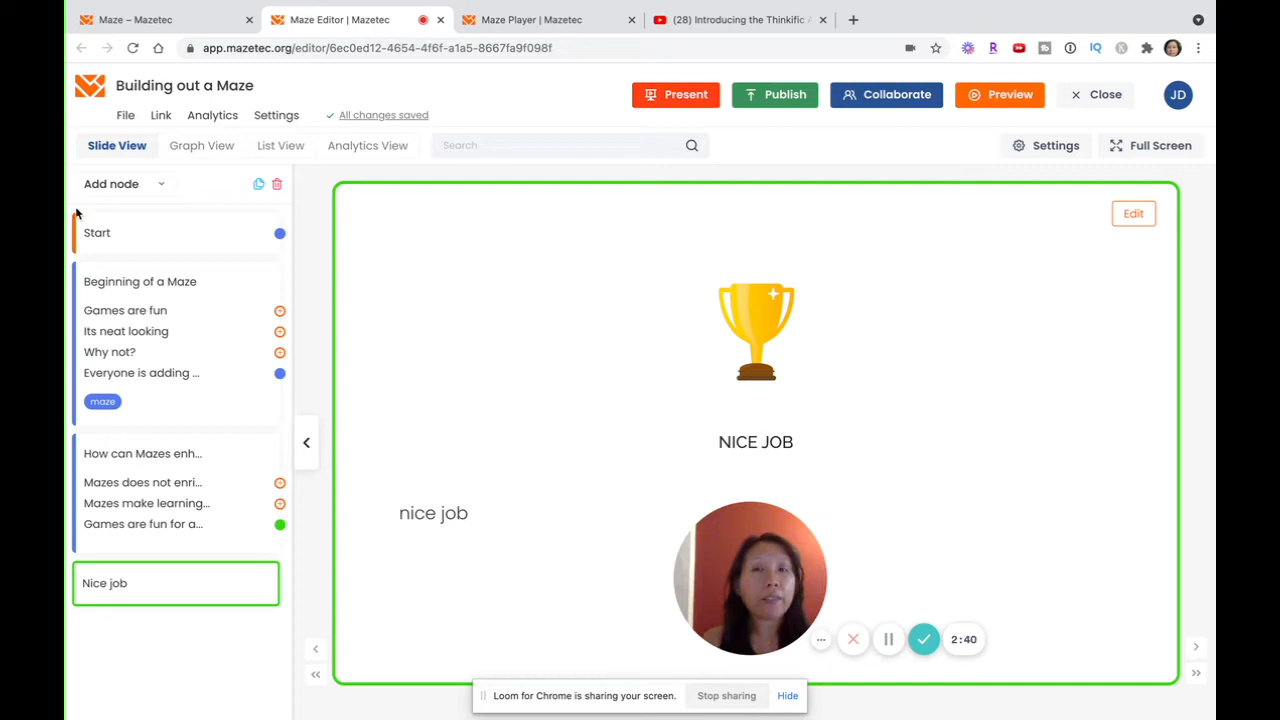 Maze – Mazetec
Maze Editor | Mazetec
Maze Player | Mazetec
(28) Introducing the Thinkific A
app.mazetec.org/editor/6ec0ed12-4654-4f6f-a1a5-8667fa9f098f
Building out a Maze
Present
Publish
Collaborate
Preview
Close
JD
File
Link
Analytics
Settings
All changes saved
Slide View
Graph View
List View
Analytics View
Search
Settings
Full Screen
Add node
Edit
Start
Beginning of a Maze
Games are fun
Its neat looking
Why not?
Everyone is adding ...
maze
How can Mazes enh...
Mazes does not enri...
Mazes make learning...
Games are fun for a...
Nice job
NICE JOB
nice job
2:40
Loom for Chrome is sharing your screen.
Stop sharing
Hide